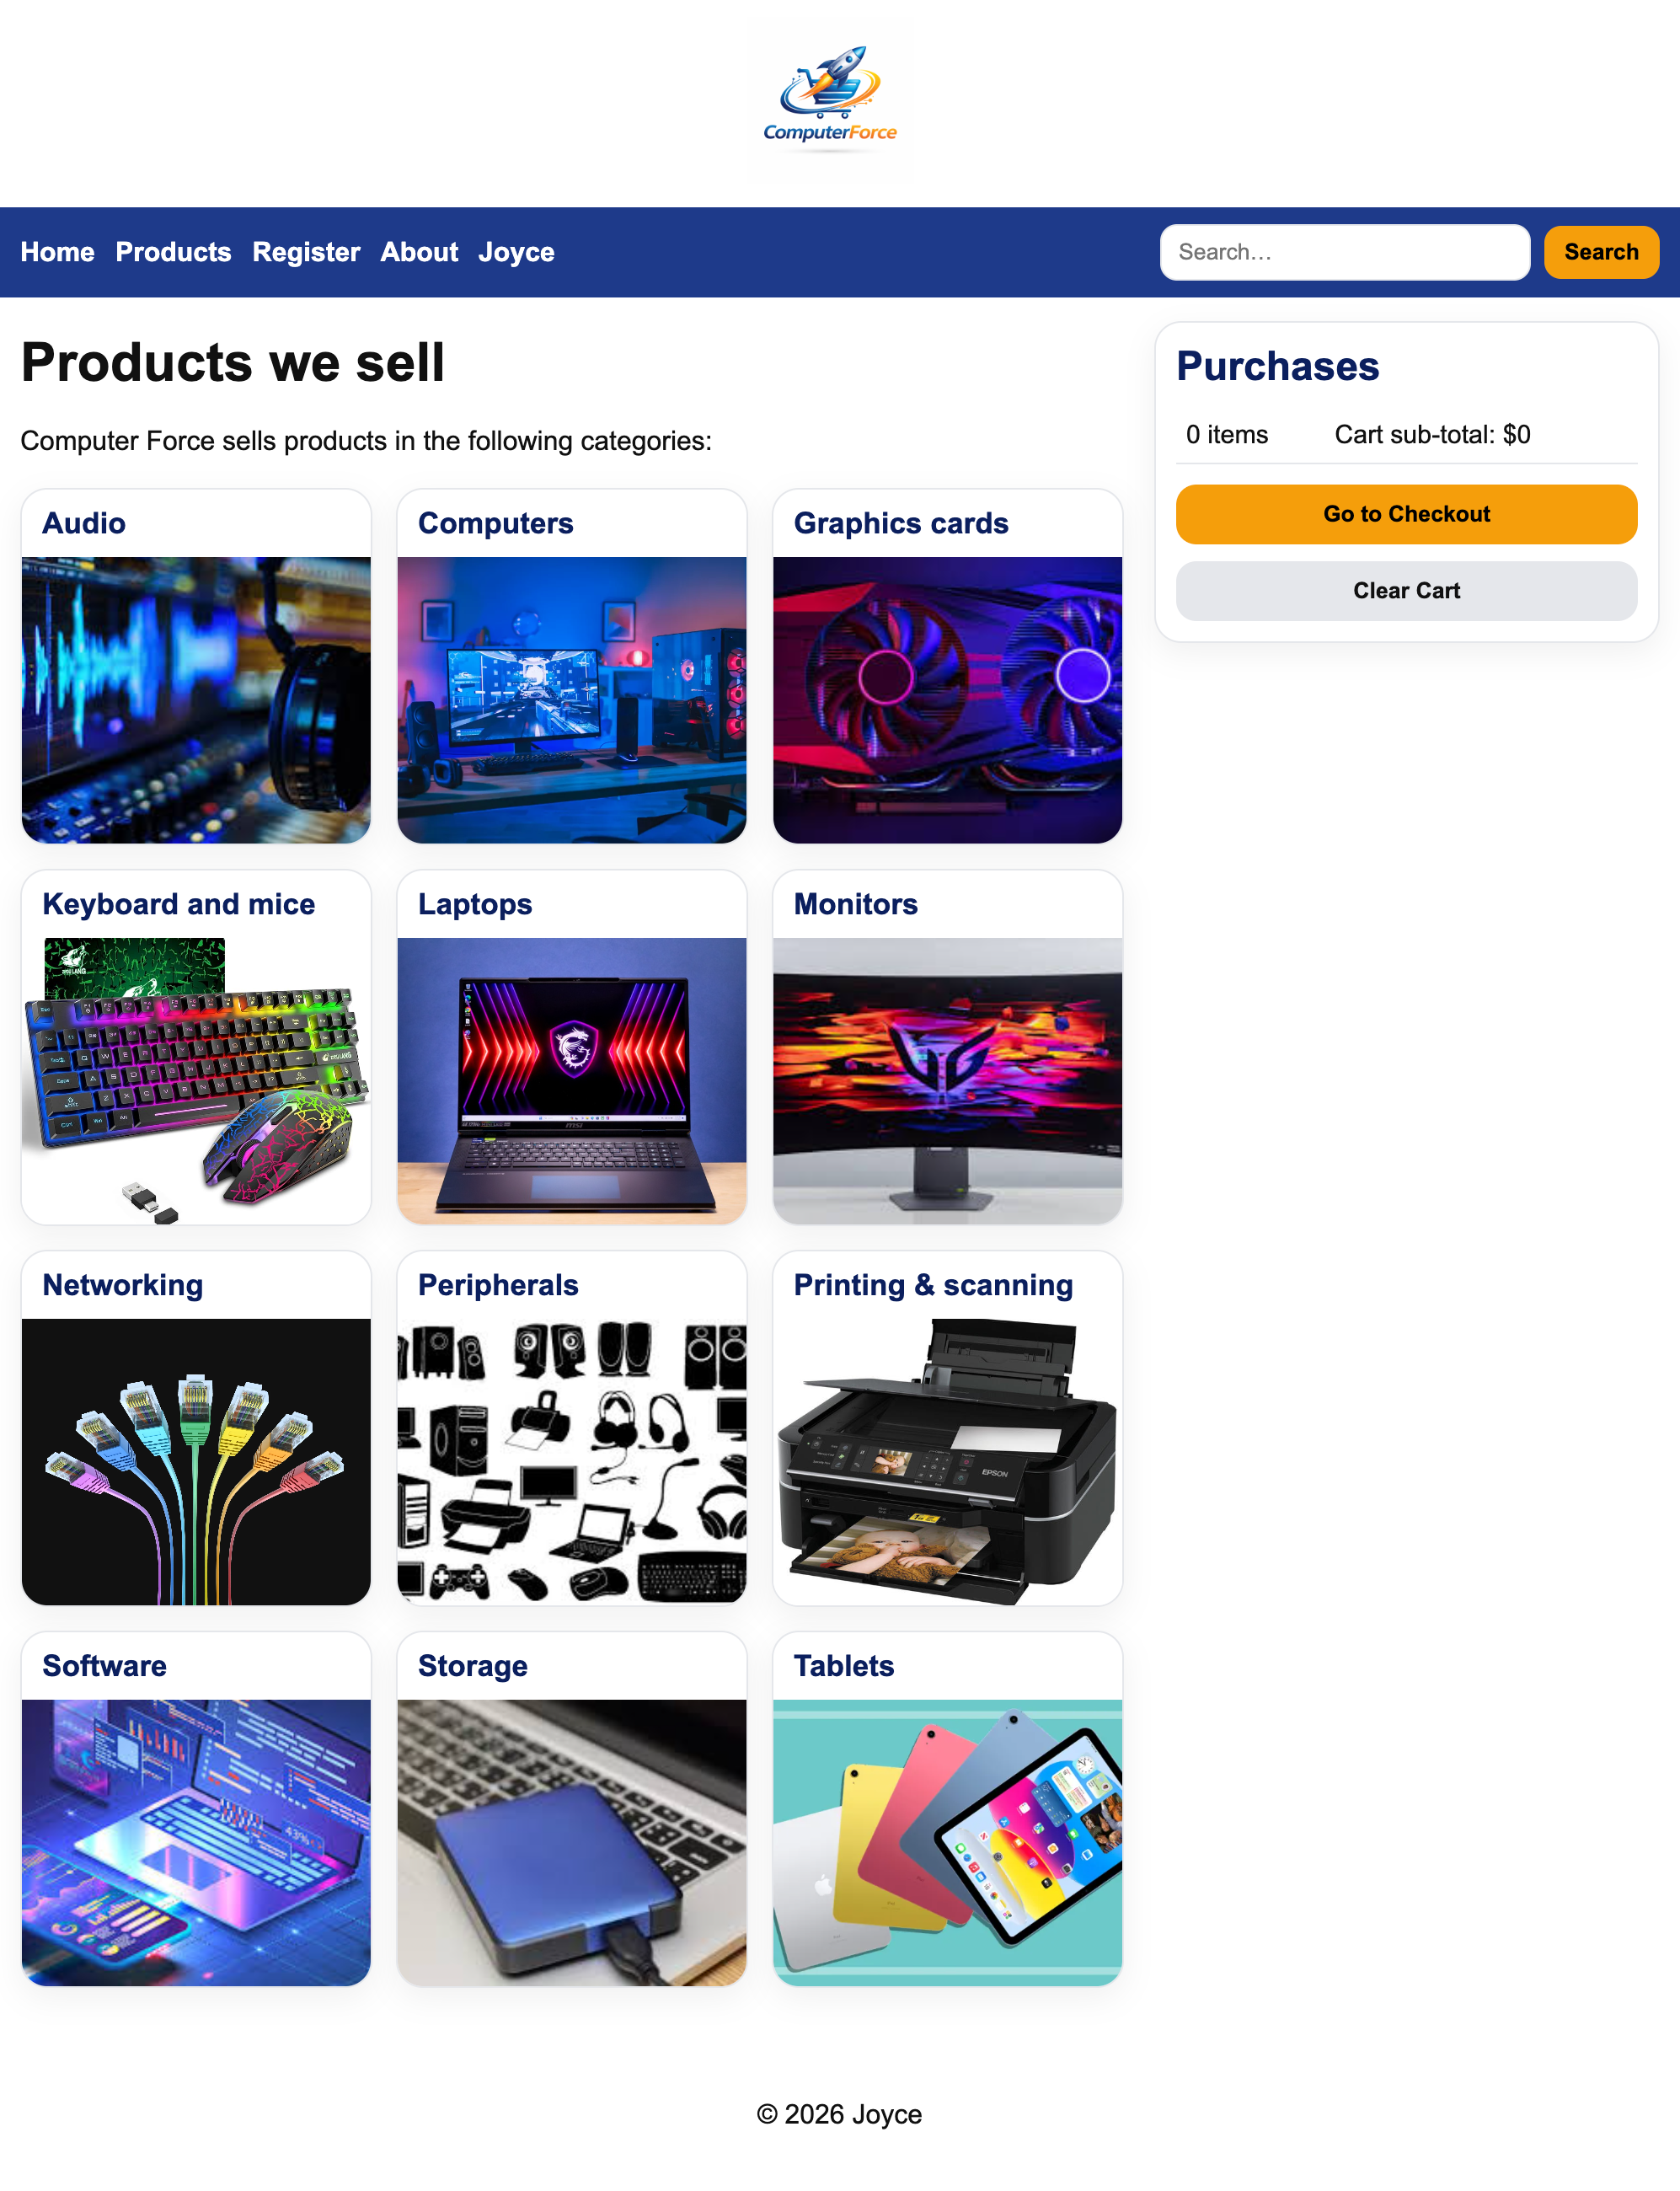 ComputerForce
Home Products Register About Joyce
Search…
Search
Products we sell
Computer Force sells products in the following categories:
Purchases
0 items Cart sub-total: $0
Go to Checkout
Clear Cart
Audio
Computers
Graphics cards
Keyboard and mice
Laptops
Monitors
Networking
Peripherals
Printing & scanning
EPSON
Software
43%
Storage
Tablets
© 2026 Joyce